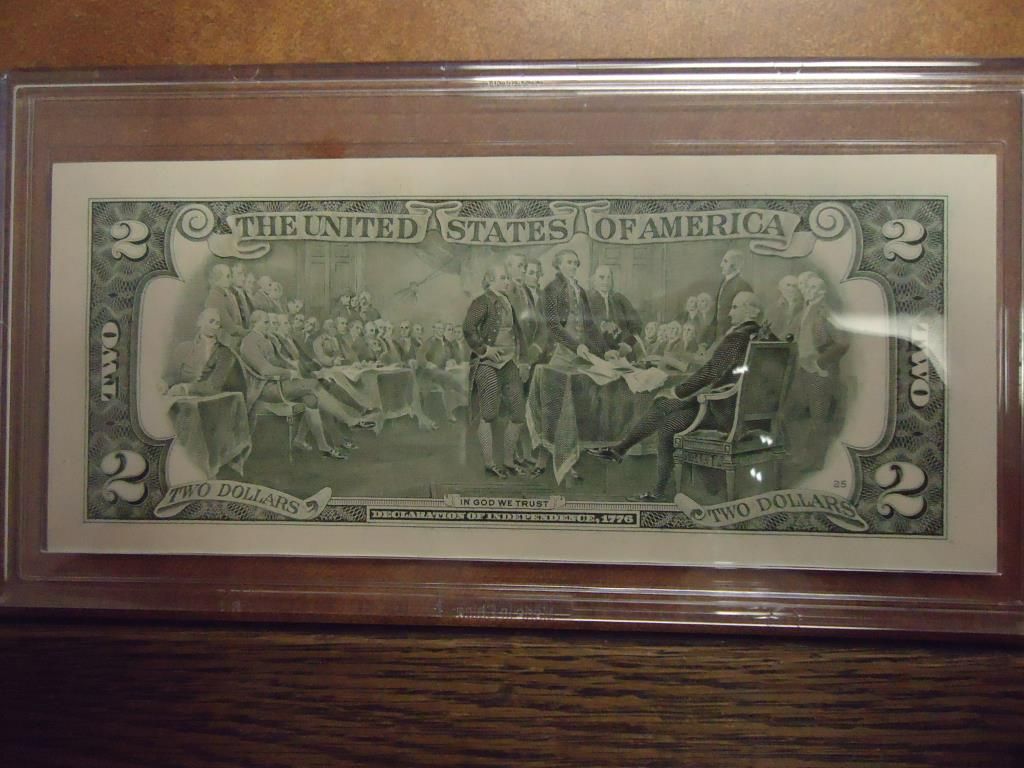 THE UNITED STATES OF AMERICA
2 2
TWO TWO
2 2
TWO DOLLARS TWO DOLLARS
25
IN GOD WE TRUST
DECLARATION OF INDEPENDENCE, 1776